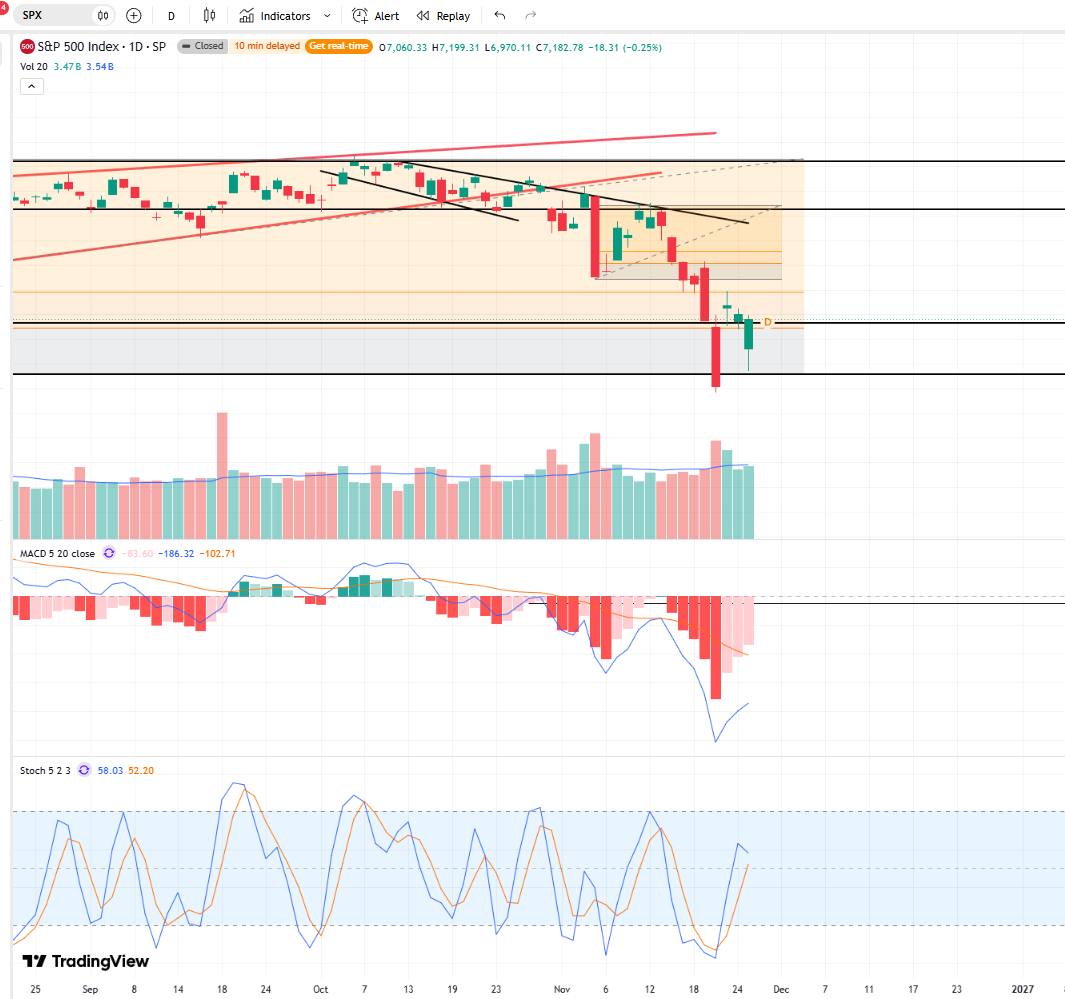 4
SPX
D
Indicators
Alert
Replay
500 S&P 500 Index · 1D · SP Closed 10 min delayed Get real-time O7,060.33 H7,199.31 L6,970.11 C7,182.78 −18.31 (−0.25%)
Vol 20 3.47B 3.54B
D
MACD 5 20 close −83.60 −186.32 −102.71
Stoch 5 2 3 58.03 52.20
TradingView
25 Sep 8 14 18 24 Oct 7 13 19 23 Nov 6 12 18 24 Dec 7 11 17 23 2027